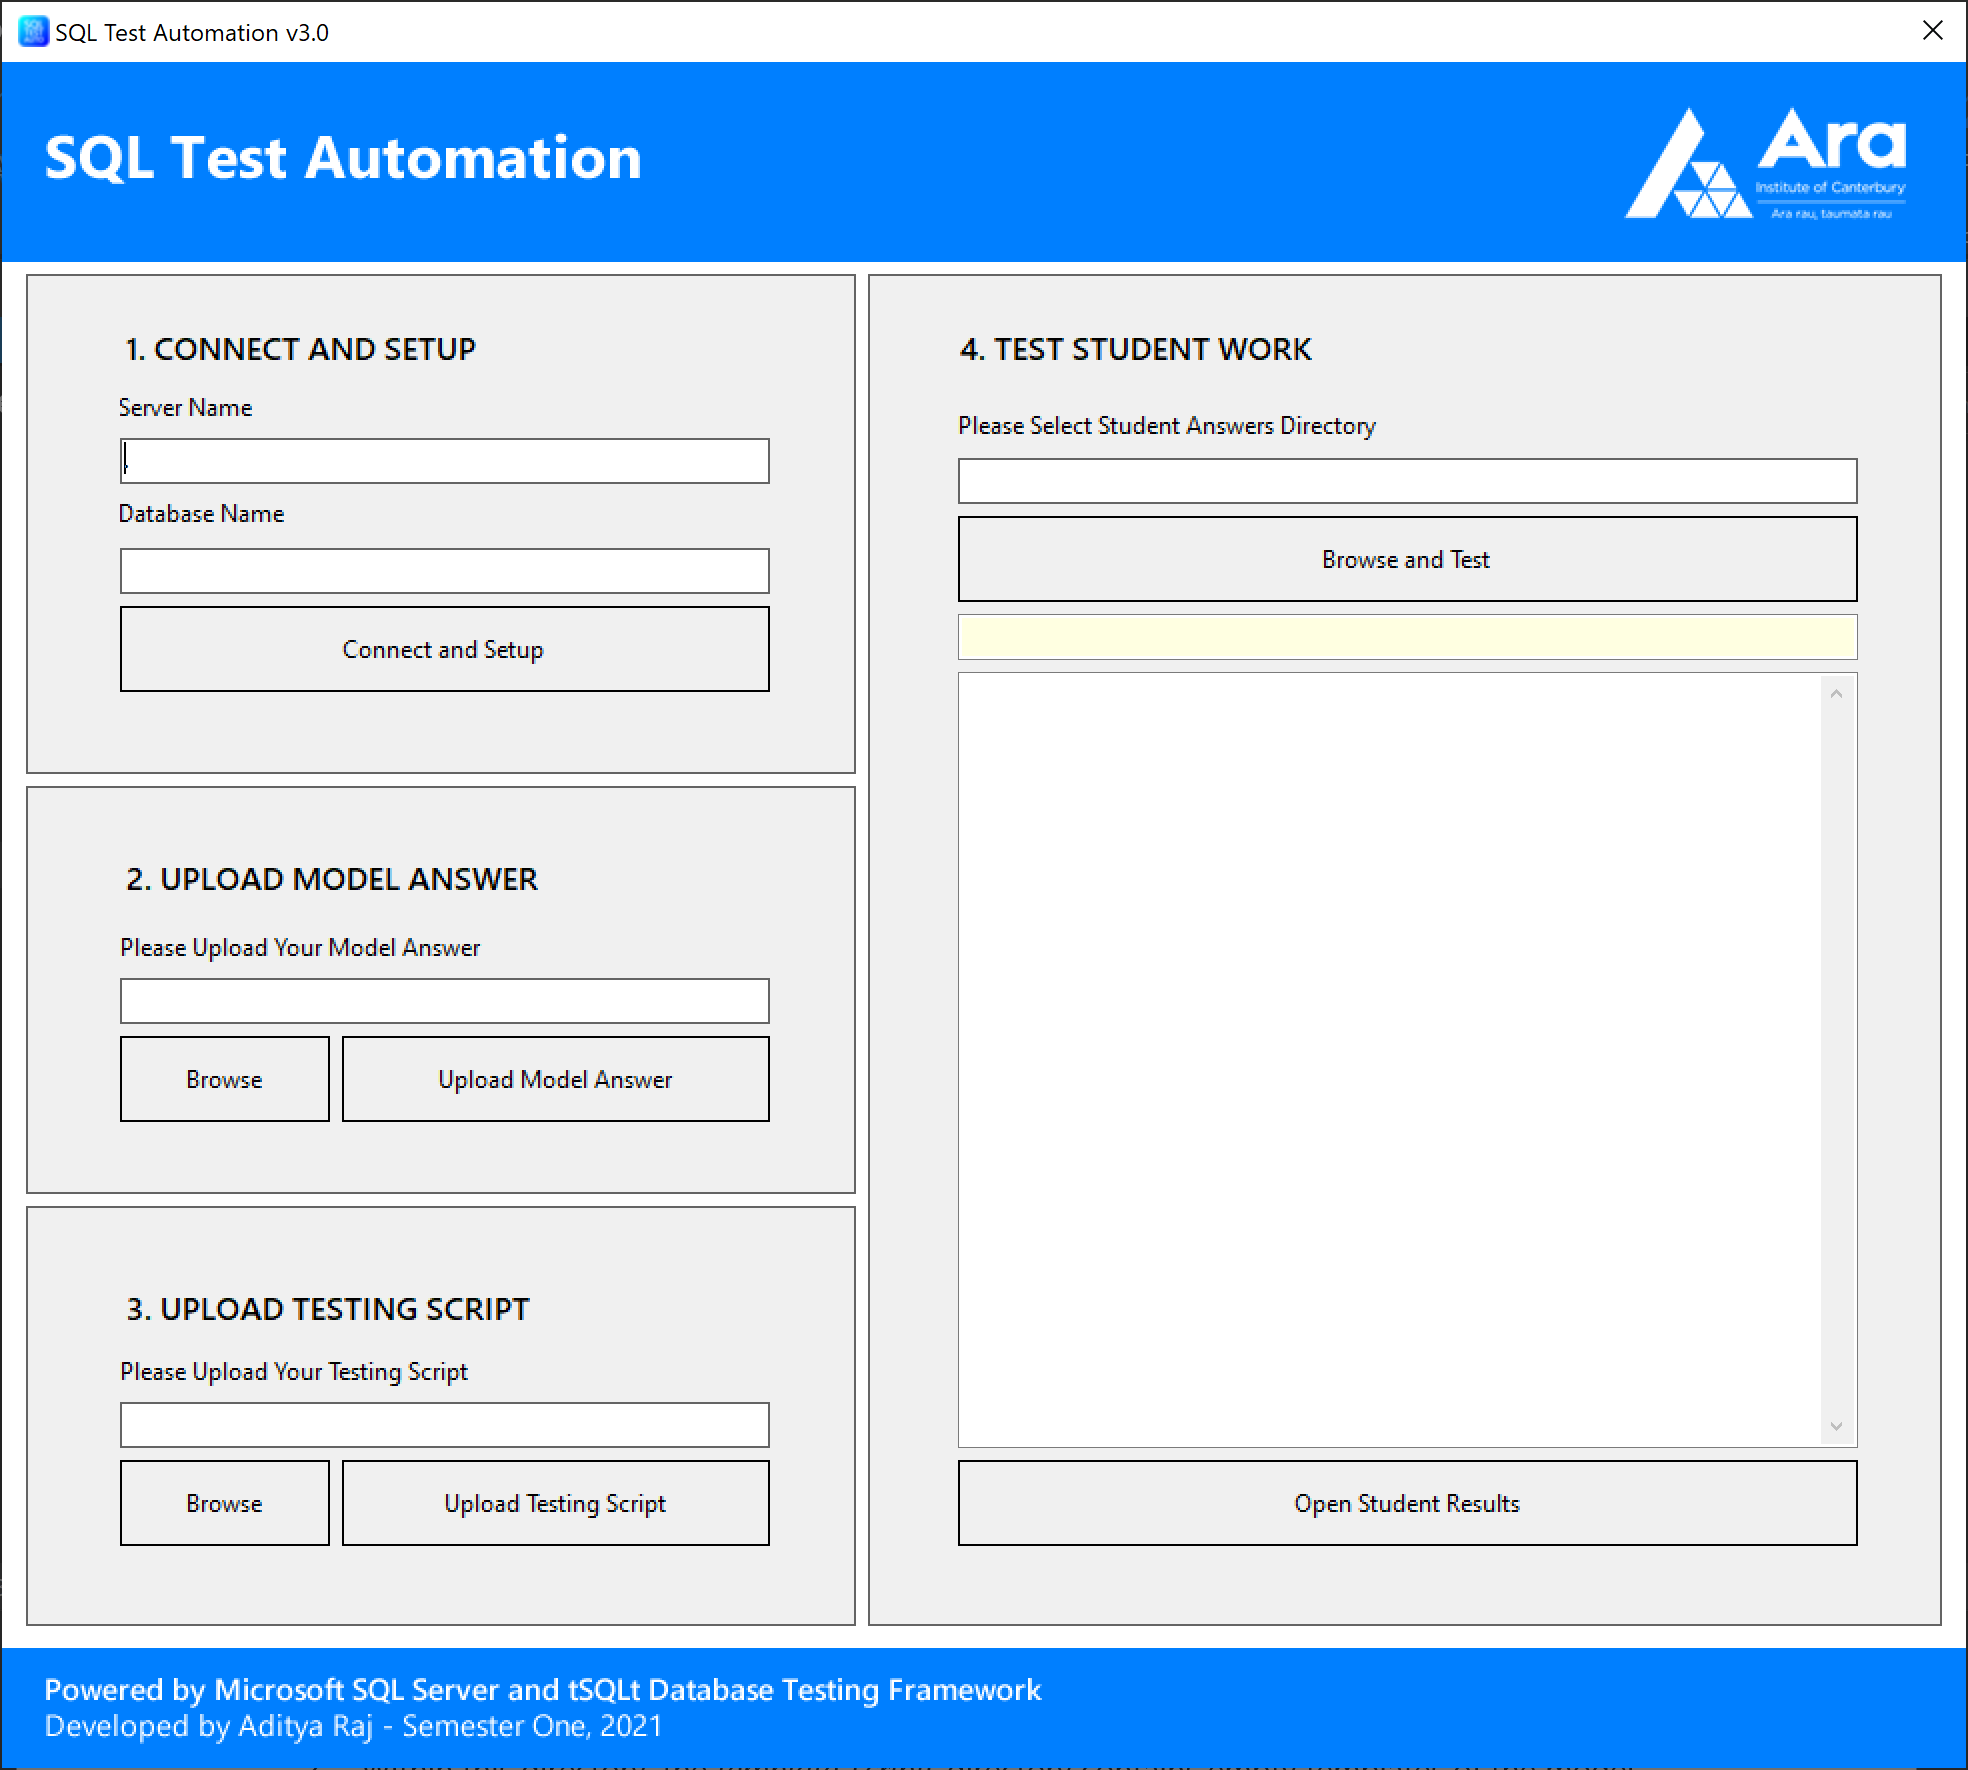 SQL Test Automation v3.0
SQL Test Automation
Ara
Institute of Canterbury
Ara rau, taumata rau
1. CONNECT AND SETUP
Server Name
.
Database Name
Connect and Setup
2. UPLOAD MODEL ANSWER
Please Upload Your Model Answer
Browse
Upload Model Answer
3. UPLOAD TESTING SCRIPT
Please Upload Your Testing Script
Browse
Upload Testing Script
4. TEST STUDENT WORK
Please Select Student Answers Directory
Browse and Test
Open Student Results
Powered by Microsoft SQL Server and tSQLt Database Testing Framework
Developed by Aditya Raj - Semester One, 2021